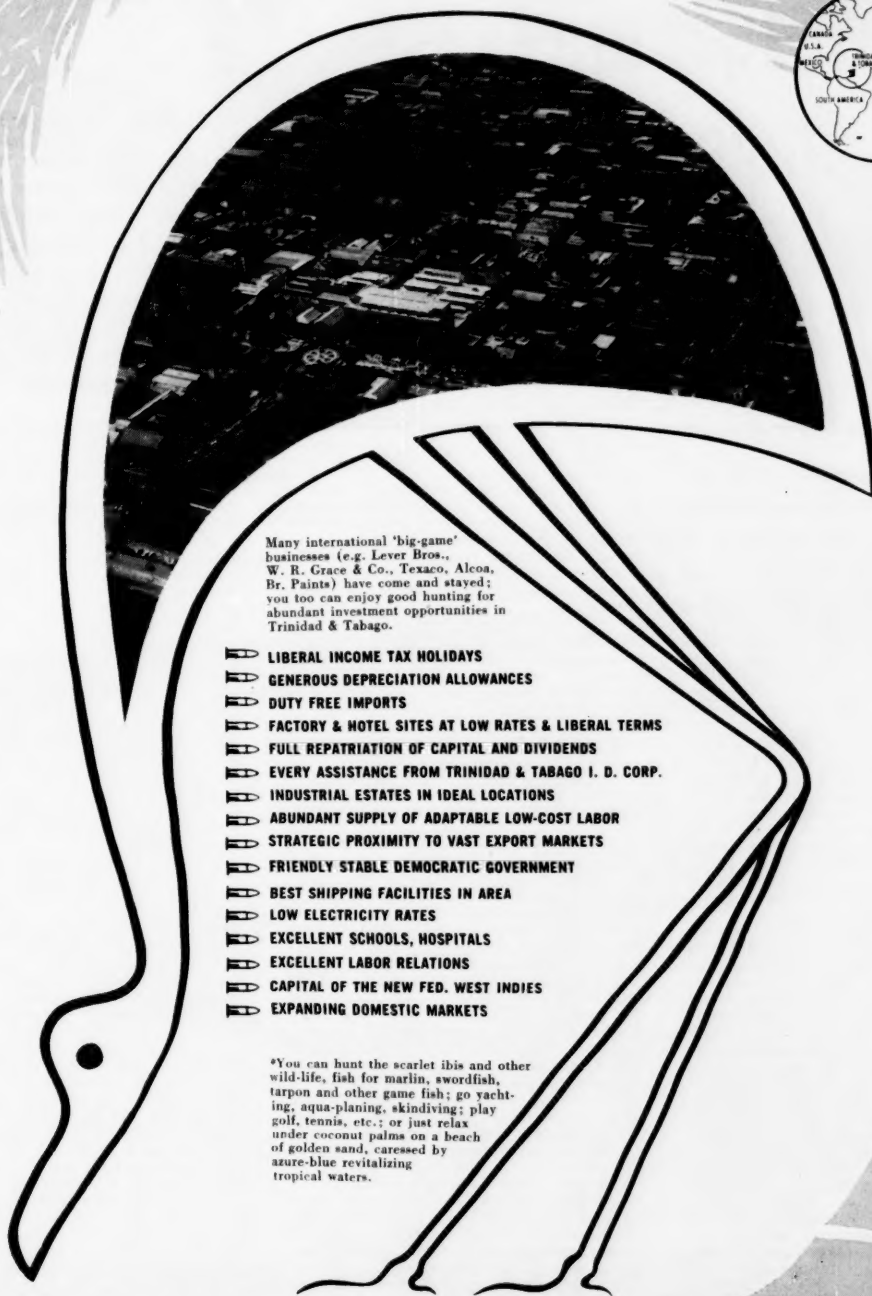 CANADA
U.S.A.
MEXICO
SOUTH AMERICA
Many international 'big-game'
businesses (e.g. Lever Bros.,
W. R. Grace & Co., Texaco, Alcoa,
Br. Paints) have come and stayed;
you too can enjoy good hunting for
abundant investment opportunities in
Trinidad & Tabago.
LIBERAL INCOME TAX HOLIDAYS
GENEROUS DEPRECIATION ALLOWANCES
DUTY FREE IMPORTS
FACTORY & HOTEL SITES AT LOW RATES & LIBERAL TERMS
FULL REPATRIATION OF CAPITAL AND DIVIDENDS
EVERY ASSISTANCE FROM TRINIDAD & TABAGO I. D. CORP.
INDUSTRIAL ESTATES IN IDEAL LOCATIONS
ABUNDANT SUPPLY OF ADAPTABLE LOW-COST LABOR
STRATEGIC PROXIMITY TO VAST EXPORT MARKETS
FRIENDLY STABLE DEMOCRATIC GOVERNMENT
BEST SHIPPING FACILITIES IN AREA
LOW ELECTRICITY RATES
EXCELLENT SCHOOLS, HOSPITALS
EXCELLENT LABOR RELATIONS
CAPITAL OF THE NEW FED. WEST INDIES
EXPANDING DOMESTIC MARKETS
*You can hunt the scarlet ibis and other
wild-life, fish for marlin, swordfish,
tarpon and other game fish; go yacht-
ing, aqua-planing, skindiving; play
golf, tennis, etc.; or just relax
under coconut palms on a beach
of golden sand, caressed by
azure-blue revitalizing
tropical waters.